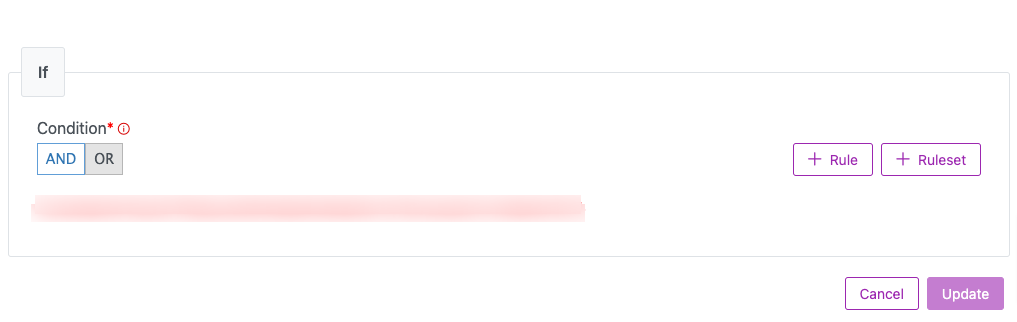 If
Condition*
AND OR
+ Rule + Ruleset
Cancel Update